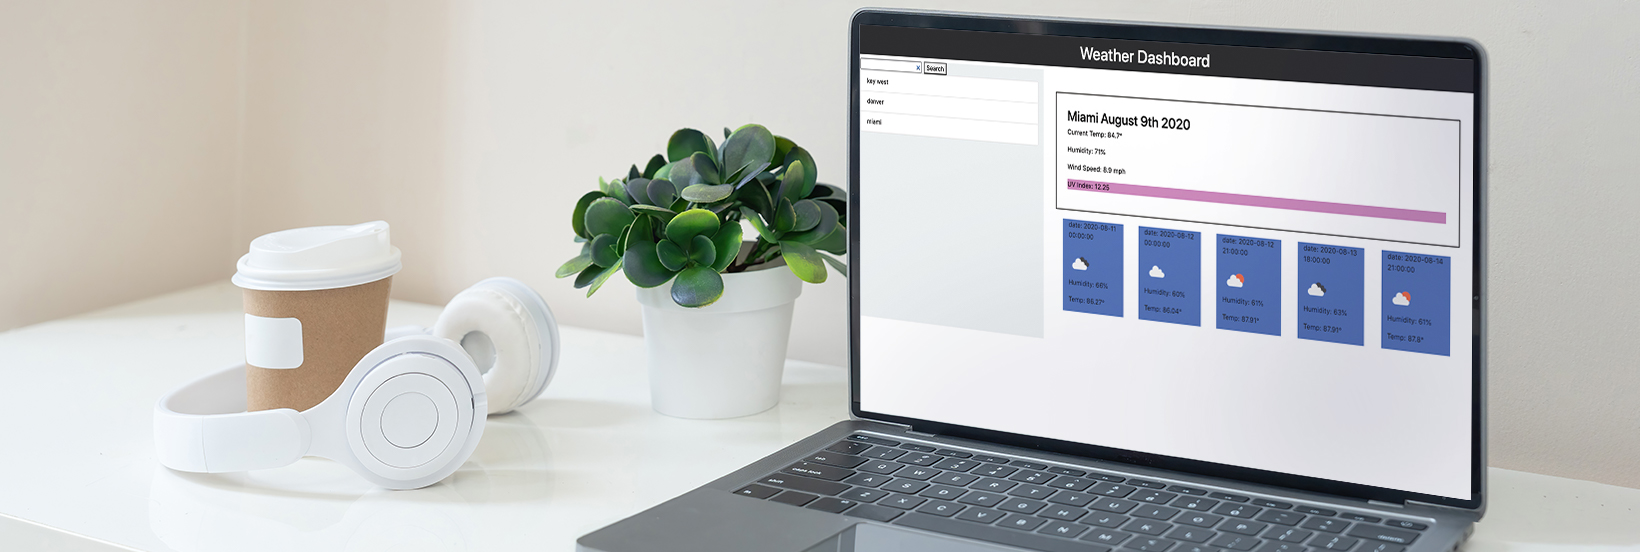 Weather Dashboard
Search
key west
denver
miami
Miami August 9th 2020
Current Temp: 84.7°
Humidity: 71%
Wind Speed: 8.9 mph
UV Index: 12.25
date: 2020-08-11
00:00:00
Humidity: 66%
Temp: 86.27°
date: 2020-08-12
00:00:00
Humidity: 60%
Temp: 86.04°
date: 2020-08-12
21:00:00
Humidity: 61%
Temp: 87.91°
date: 2020-08-13
18:00:00
Humidity: 63%
Temp: 87.91°
date: 2020-08-14
21:00:00
Humidity: 61%
Temp: 87.8°